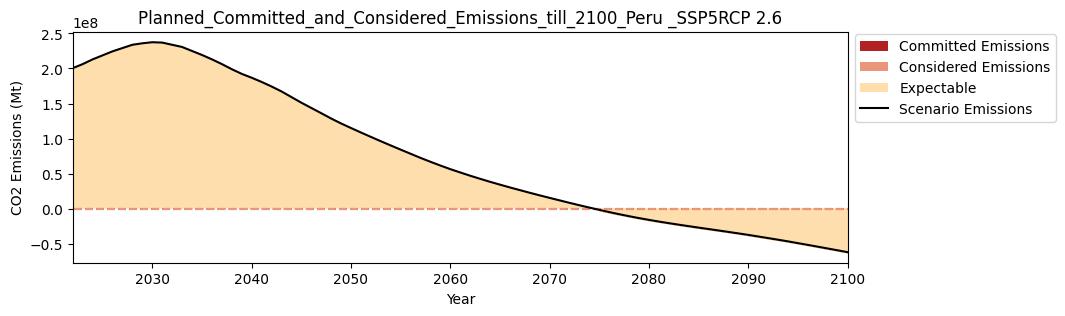 Planned_Committed_and_Considered_Emissions_till_2100_Peru _SSP5RCP 2.6
1e8
2.5
2.0
1.5
1.0
0.5
0.0
−0.5
CO2 Emissions (Mt)
2030 2040 2050 2060 2070 2080 2090 2100
Year
Committed Emissions
Considered Emissions
Expectable
Scenario Emissions